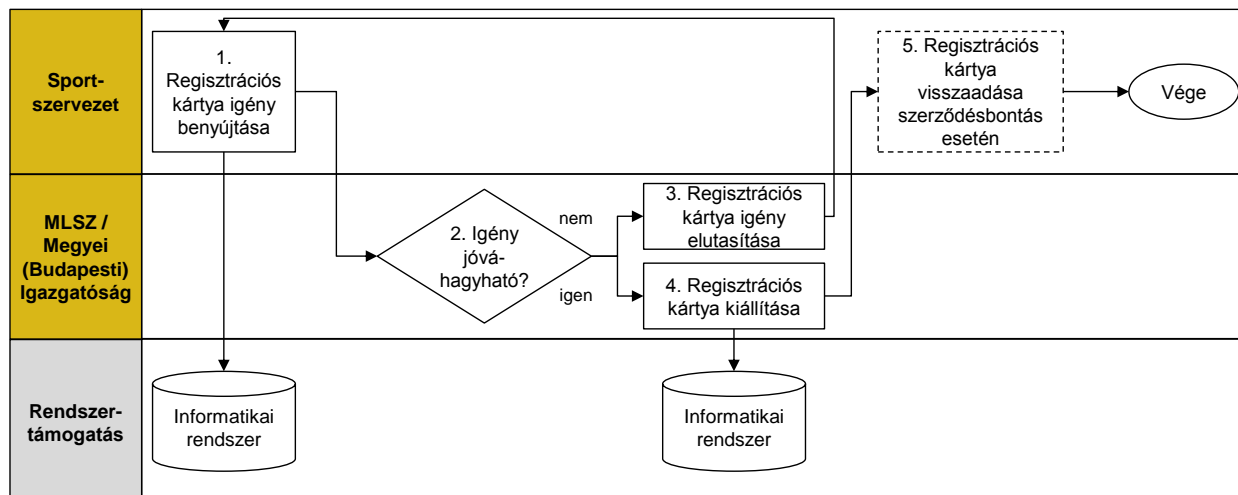 Sport-
szervezet
1.
Regisztrációs
kártya igény
benyújtása
5. Regisztrációs
kártya
visszaadása
szerződésbontás
esetén
Vége
MLSZ /
Megyei
(Budapesti)
Igazgatóság
2. Igény
jóvá-
hagyható?
nem
igen
3. Regisztrációs
kártya igény
elutasítása
4. Regisztrációs
kártya kiállítása
Rendszer-
támogatás
Informatikai
rendszer
Informatikai
rendszer